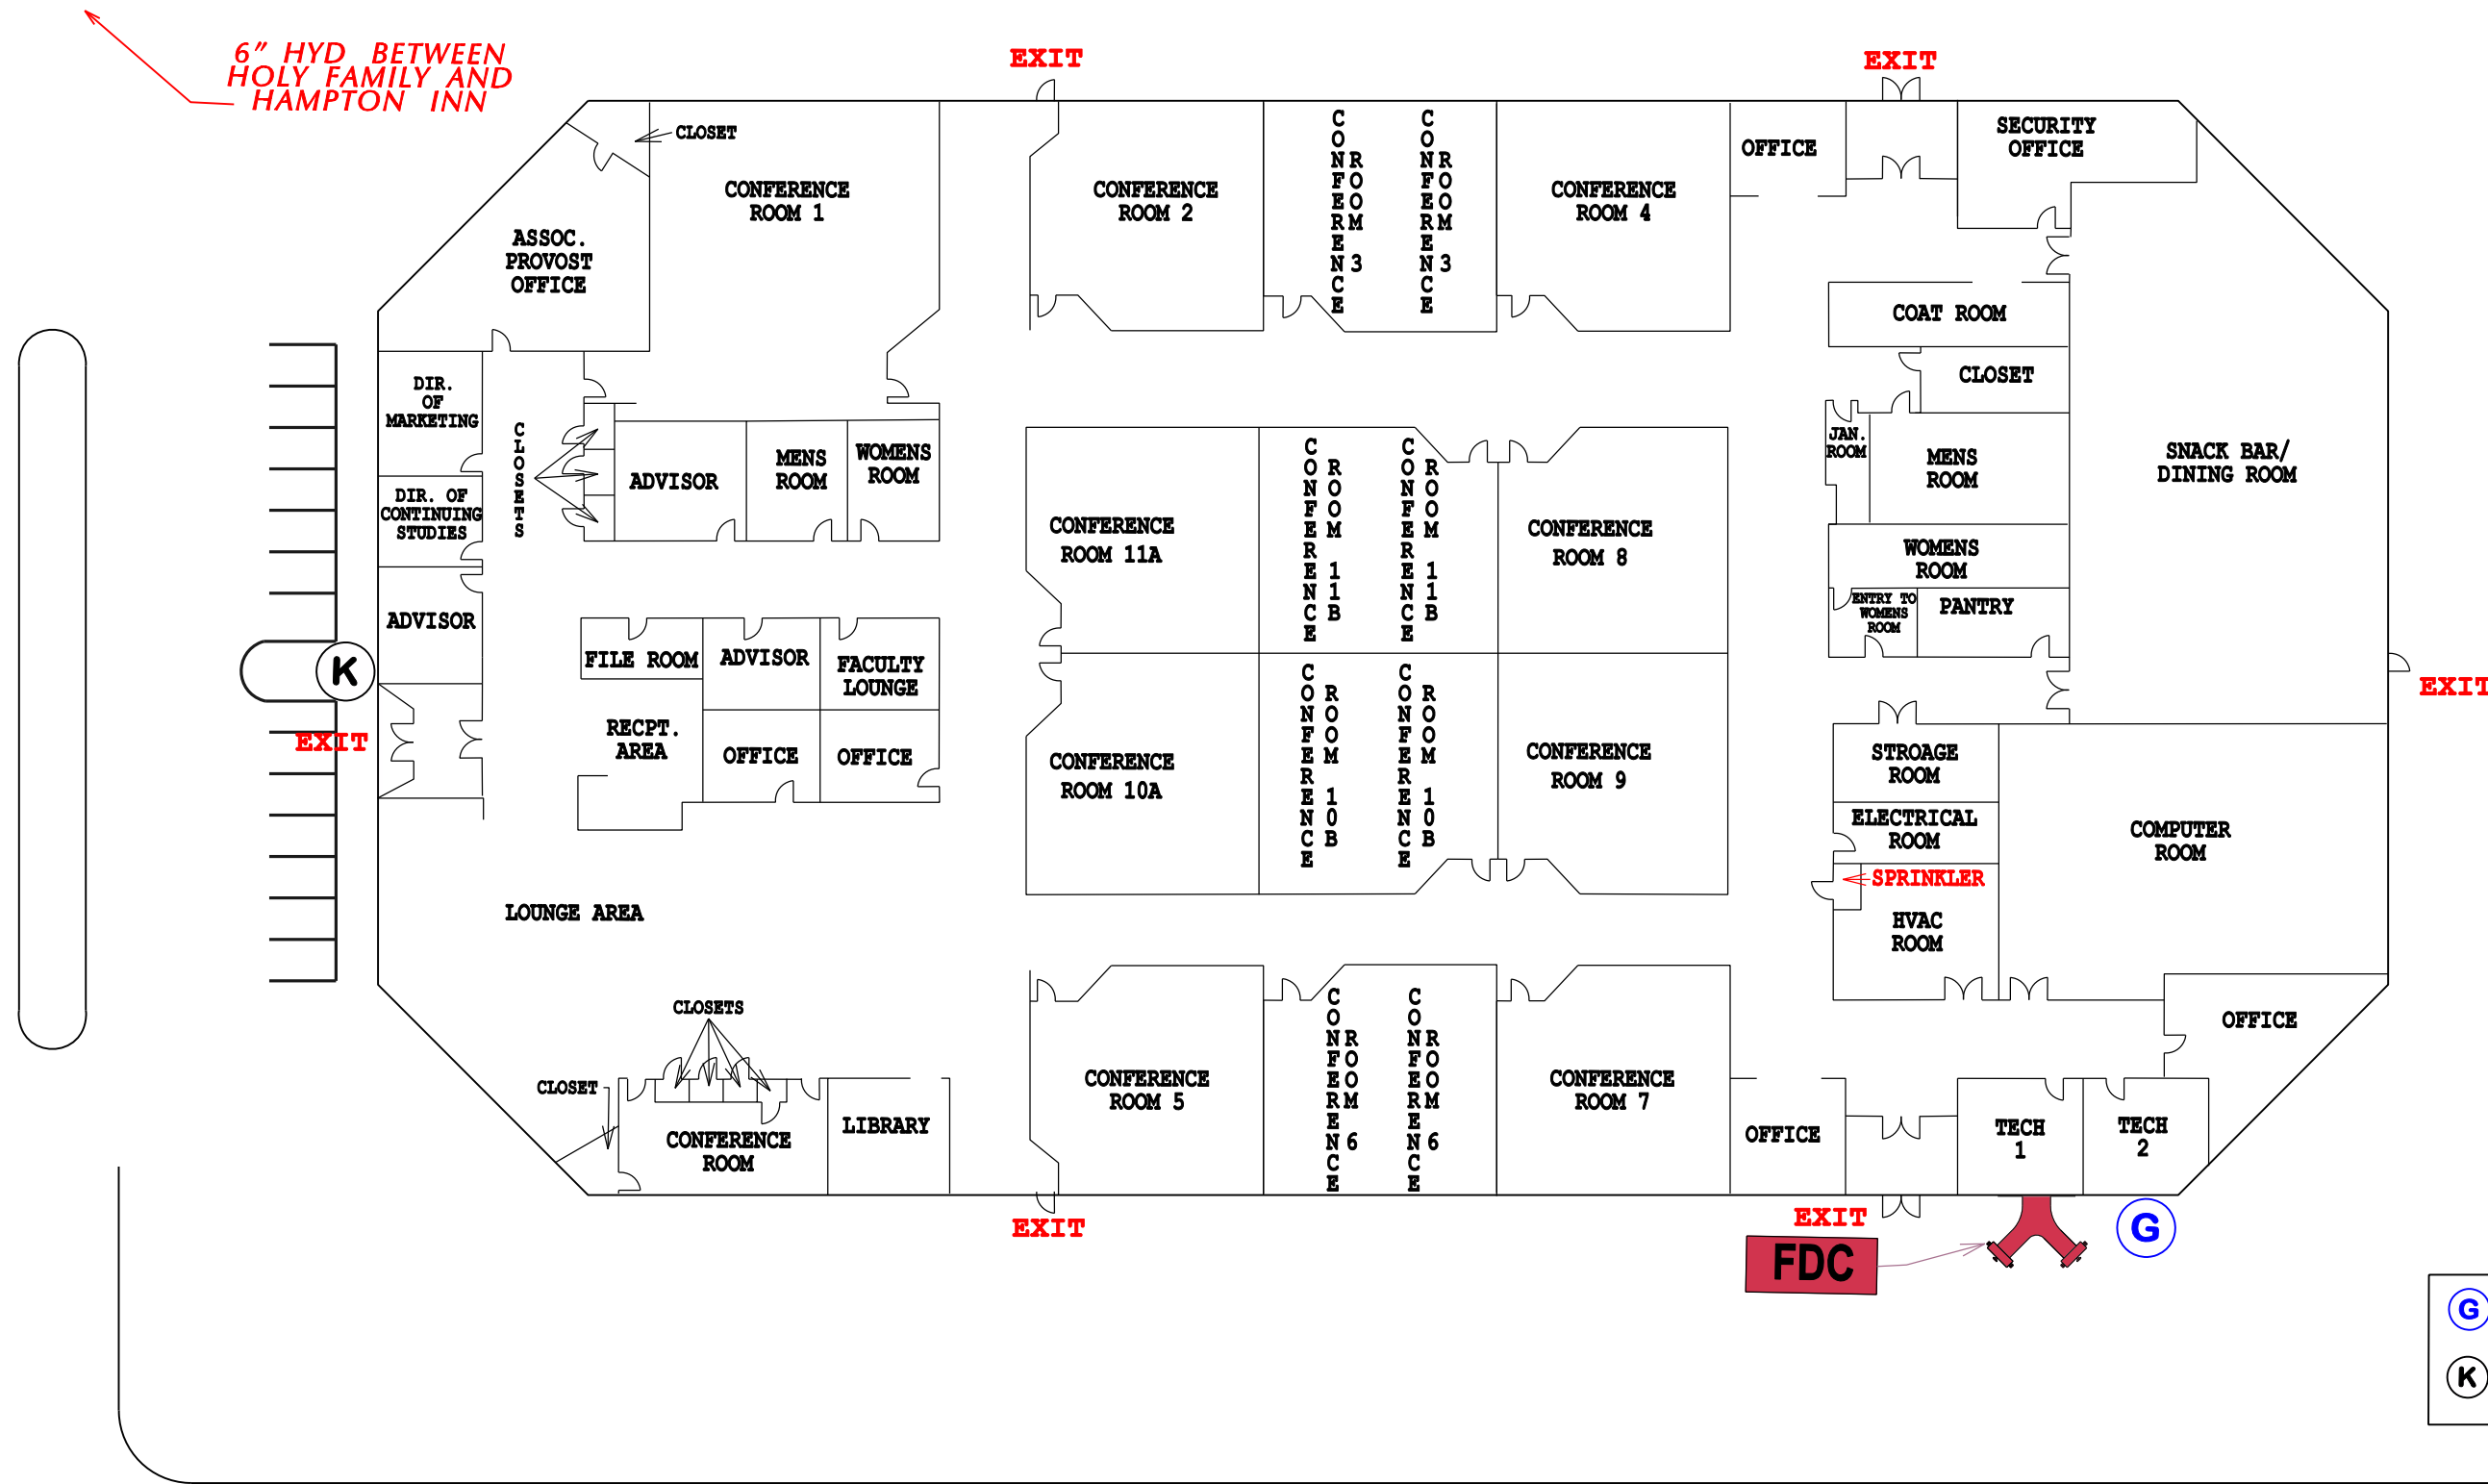 6" HYD BETWEEN
HOLY FAMILY AND
HAMPTON INN
EXIT
EXIT
CLOSET
CONFERENCE
ROOM 1
ASSOC.
PROVOST
OFFICE
CONFERENCE
ROOM 2
CONFERENCE
ROOM 3
CONFERENCE
ROOM 3
CONFERENCE
ROOM 4
OFFICE
SECURITY
OFFICE
COAT ROOM
CLOSET
DIR.
OF
MARKETING
CLOSETS
DIR. OF
CONTINUING
STUDIES
ADVISOR
MENS
ROOM
WOMENS
ROOM
CONFERENCE
ROOM 11A
CONFERENCE
ROOM 11B
CONFERENCE
ROOM 11B
CONFERENCE
ROOM 8
JAN.
ROOM
MENS
ROOM
SNACK BAR/
DINING ROOM
WOMENS
ROOM
ENTRY TO
WOMENS
ROOM
PANTRY
ADVISOR
K
EXIT
FILE ROOM
ADVISOR
FACULTY
LOUNGE
RECPT.
AREA
OFFICE
OFFICE
CONFERENCE
ROOM 10A
CONFERENCE
ROOM 10B
CONFERENCE
ROOM 10B
CONFERENCE
ROOM 9
EXIT
STROAGE
ROOM
ELECTRICAL
ROOM
SPRINKLER
HVAC
ROOM
COMPUTER
ROOM
LOUNGE AREA
CLOSETS
CLOSET
CONFERENCE
ROOM
LIBRARY
CONFERENCE
ROOM 5
CONFERENCE
ROOM 6
CONFERENCE
ROOM 6
CONFERENCE
ROOM 7
OFFICE
OFFICE
TECH
1
TECH
2
EXIT
EXIT
FDC
G
G
K